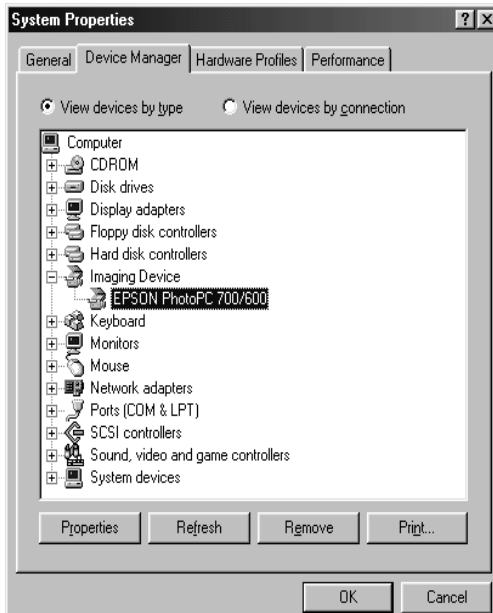 System Properties
General Device Manager Hardware Profiles Performance
View devices by type View devices by connection
Computer
CDROM
Disk drives
Display adapters
Floppy disk controllers
Hard disk controllers
Imaging Device
EPSON PhotoPC 700/600
Keyboard
Monitors
Mouse
Network adapters
Ports (COM & LPT)
SCSI controllers
Sound, video and game controllers
System devices
Properties Refresh Remove Print...
OK Cancel